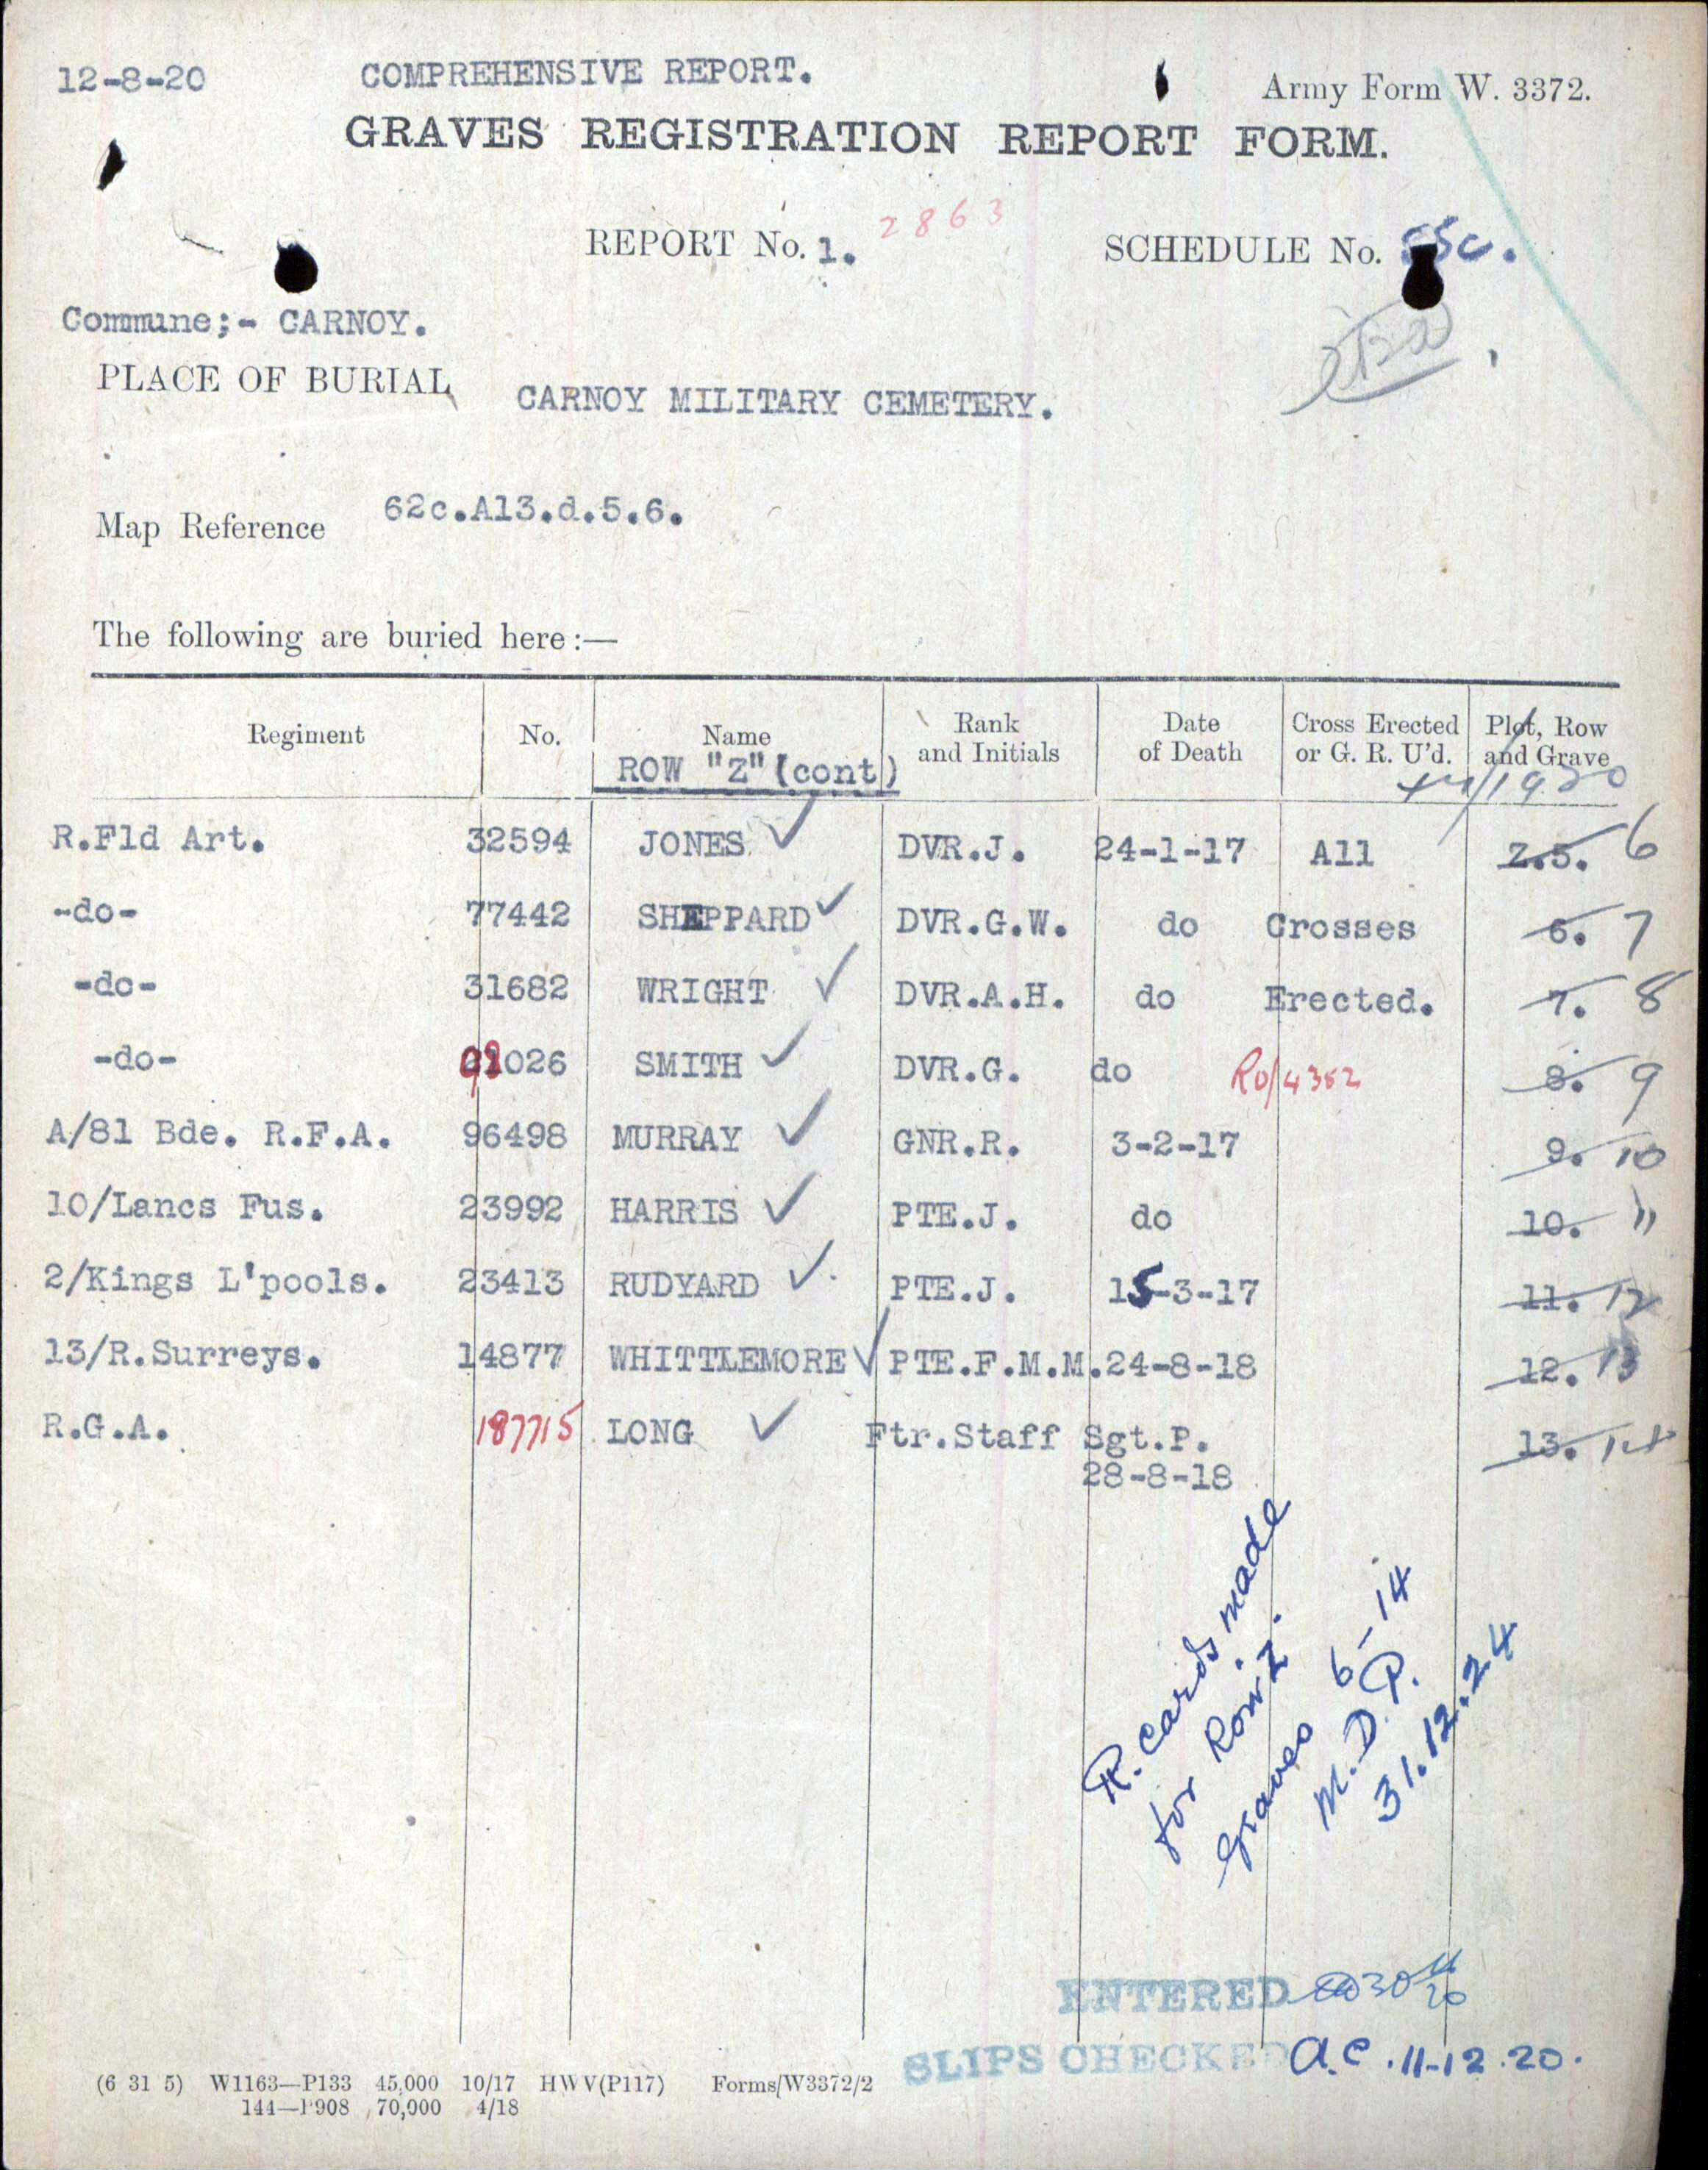 12-8-20 COMPREHENSIVE REPORT. Army Form W. 3372.
GRAVES REGISTRATION REPORT FORM.
REPORT No. 1. 2863 SCHEDULE No. 55c.
Commune;- CARNOY.
PLACE OF BURIAL CARNOY MILITARY CEMETERY.
Map Reference 62c.A13.d.5.6.
The following are buried here:—
Regiment No. Name Rank and Initials Date of Death Cross Erected or G. R. U'd. Plot, Row and Grave
ROW "Z" (cont)
R.Fld Art. 32594 JONES ✓ DVR.J. 24-1-17 All Z.5. 6
-do- 77442 SHEPPARD ✓ DVR.G.W. do Crosses 6. 7
-do- 31682 WRIGHT ✓ DVR.A.H. do Erected. 7. 8
-do- 026 SMITH ✓ DVR.G. do Ro/4352 8. 9
A/81 Bde. R.F.A. 96498 MURRAY ✓ GNR.R. 3-2-17 9. 10
10/Lancs Fus. 23992 HARRIS ✓ PTE.J. do 10. 11
2/Kings L'pools. 23413 RUDYARD ✓. PTE.J. 15-3-17 11. 12
13/R.Surreys. 14877 WHITTLEMORE ✓ PTE.F.M.M. 24-8-18 12. 13
R.G.A. 187715 LONG ✓ Ftr.Staff Sgt.P. 13. 14
28-8-18
R. Cards made
for Row Z.
Graves 6-14
M.D.P.
31.12.24
ENTERED 30 11/20
SLIPS CHECKED a.c. 11-12.20.
(6 31 5) W1163—P133 45,000 10/17 HWV(P117) Forms/W3372/2
144—P908 70,000 4/18